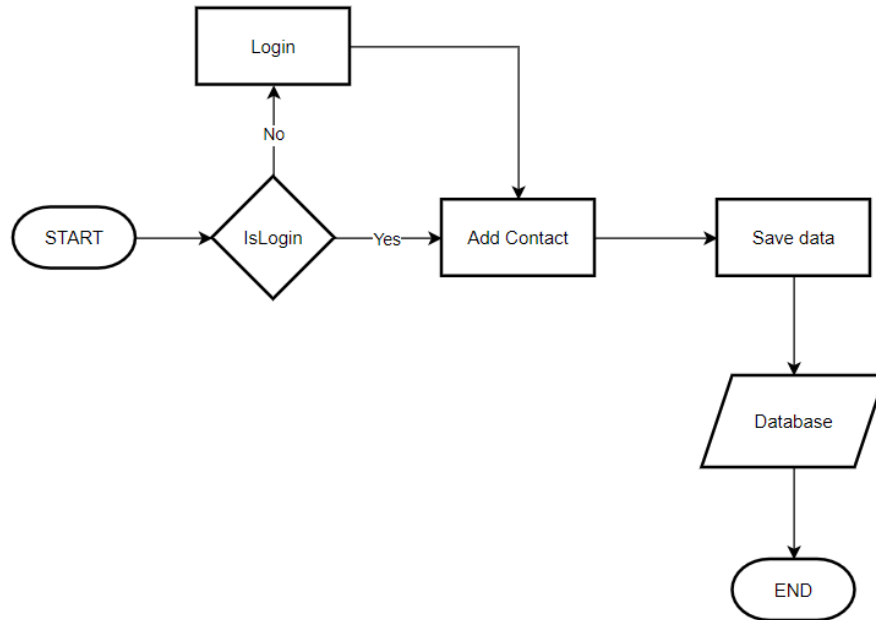 Login
No
START
IsLogin
Yes
Add Contact
Save data
Database
END